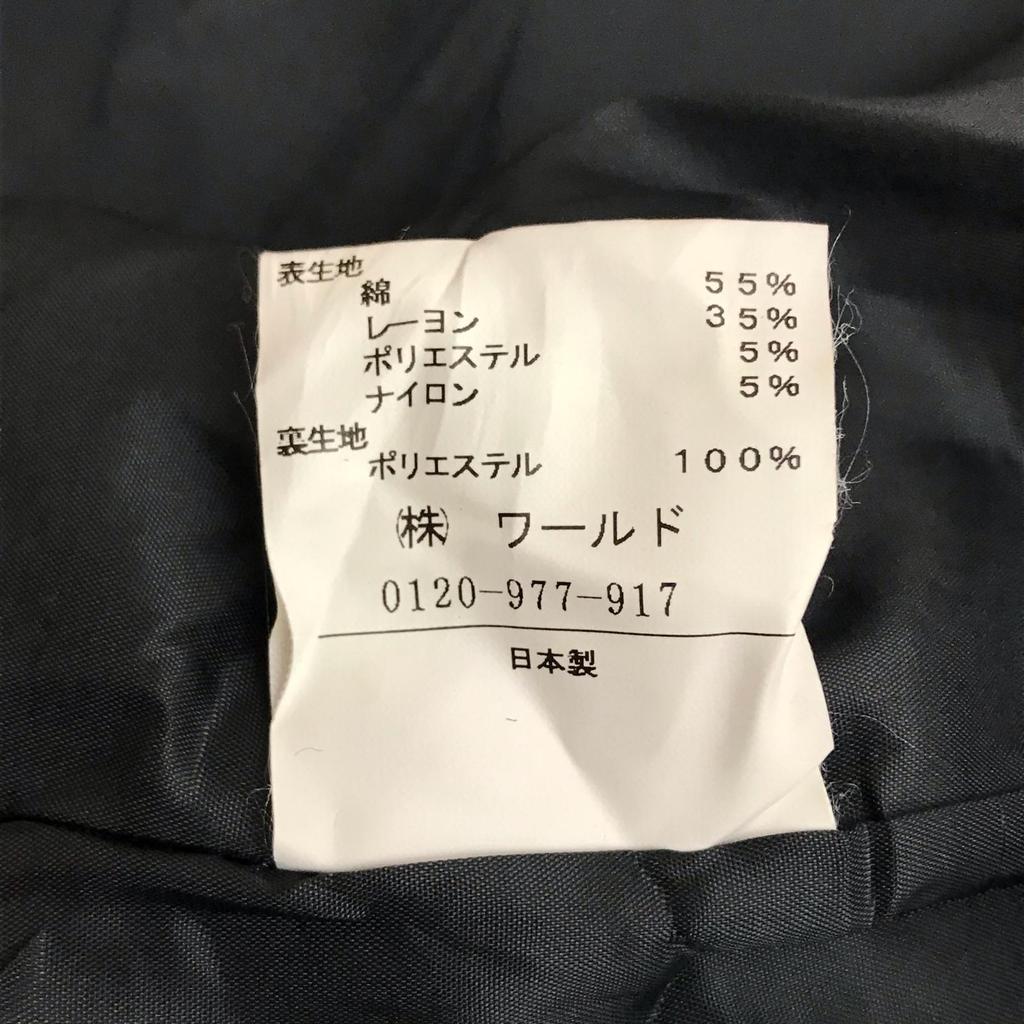 表生地
綿 55%
レーヨン 35%
ポリエステル 5%
ナイロン 5%
裏生地
ポリエステル 100%
㈱ ワールド
0120-977-917
日本製